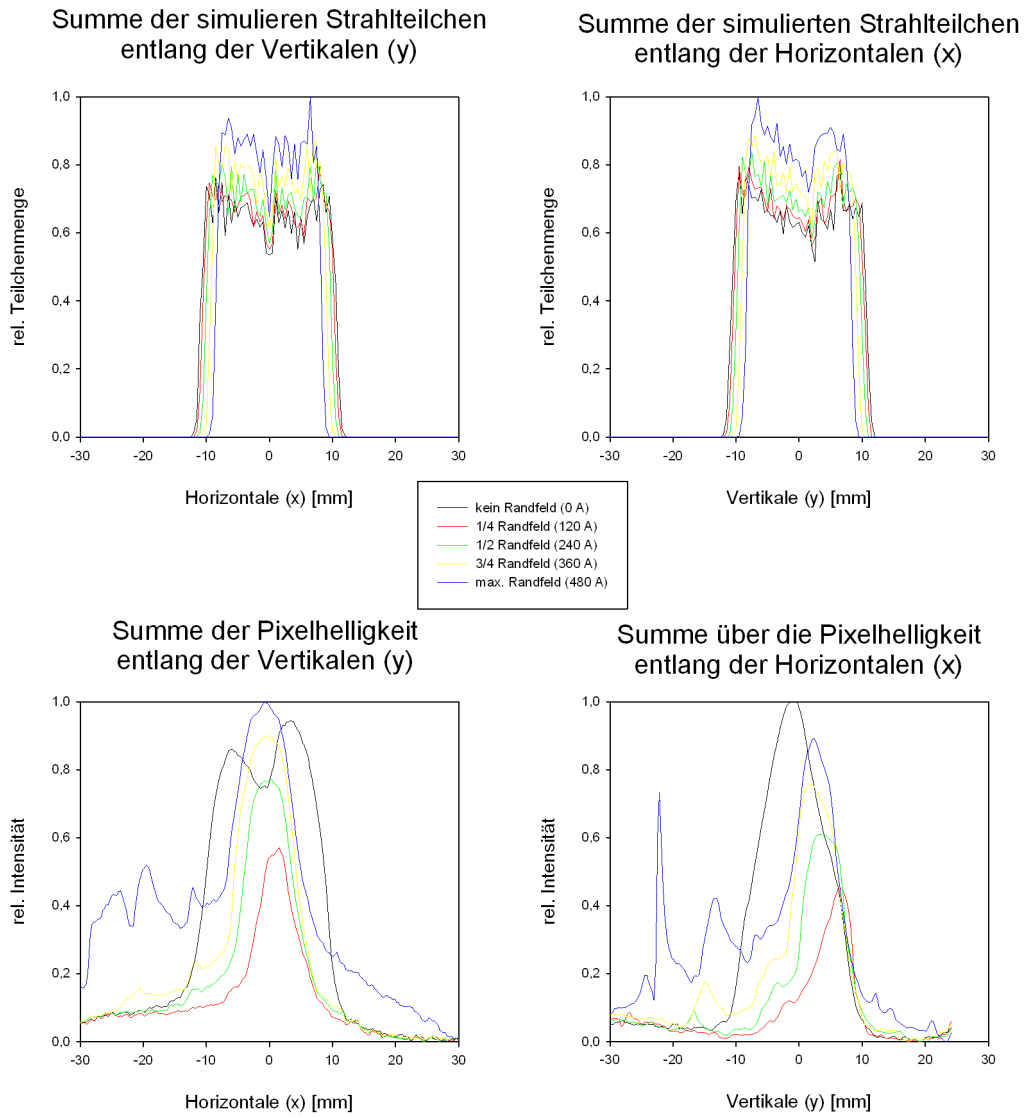 Summe der simulieren Strahlteilchen
entlang der Vertikalen (y)
1,0
0,8
0,6
0,4
0,2
0,0
rel. Teilchenmenge
-30 -20 -10 0 10 20 30
Horizontale (x) [mm]
Summe der simulierten Strahlteilchen
entlang der Horizontalen (x)
1,0
0,8
0,6
0,4
0,2
0,0
rel. Teilchenmenge
-30 -20 -10 0 10 20 30
Vertikale (y) [mm]
kein Randfeld (0 A)
1/4 Randfeld (120 A)
1/2 Randfeld (240 A)
3/4 Randfeld (360 A)
max. Randfeld (480 A)
Summe der Pixelhelligkeit
entlang der Vertikalen (y)
1,0
0,8
0,6
0,4
0,2
0,0
rel. Intensität
-30 -20 -10 0 10 20 30
Horizontale (x) [mm]
Summe über die Pixelhelligkeit
entlang der Horizontalen (x)
1,0
0,8
0,6
0,4
0,2
0,0
rel. Intensität
-30 -20 -10 0 10 20 30
Vertikale (y) [mm]